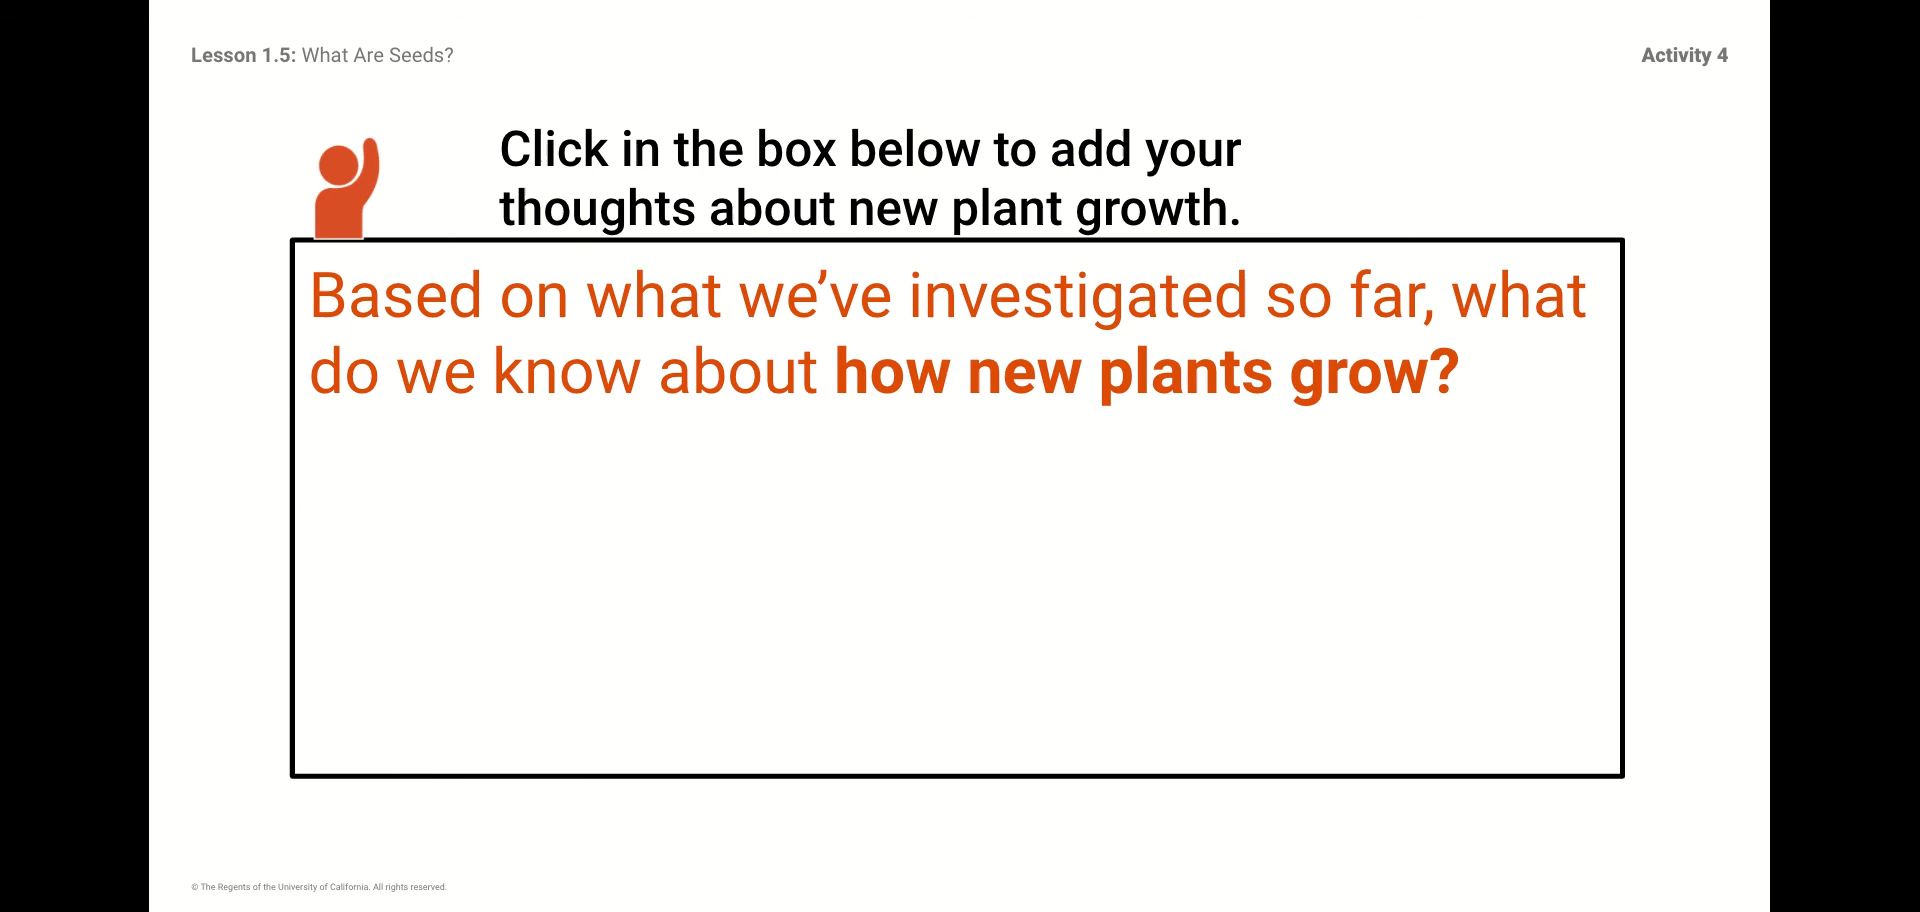 Lesson 1.5: What Are Seeds?
Activity 4
Click in the box below to add your
thoughts about new plant growth.
Based on what we’ve investigated so far, what
do we know about how new plants grow?
© The Regents of the University of California. All rights reserved.